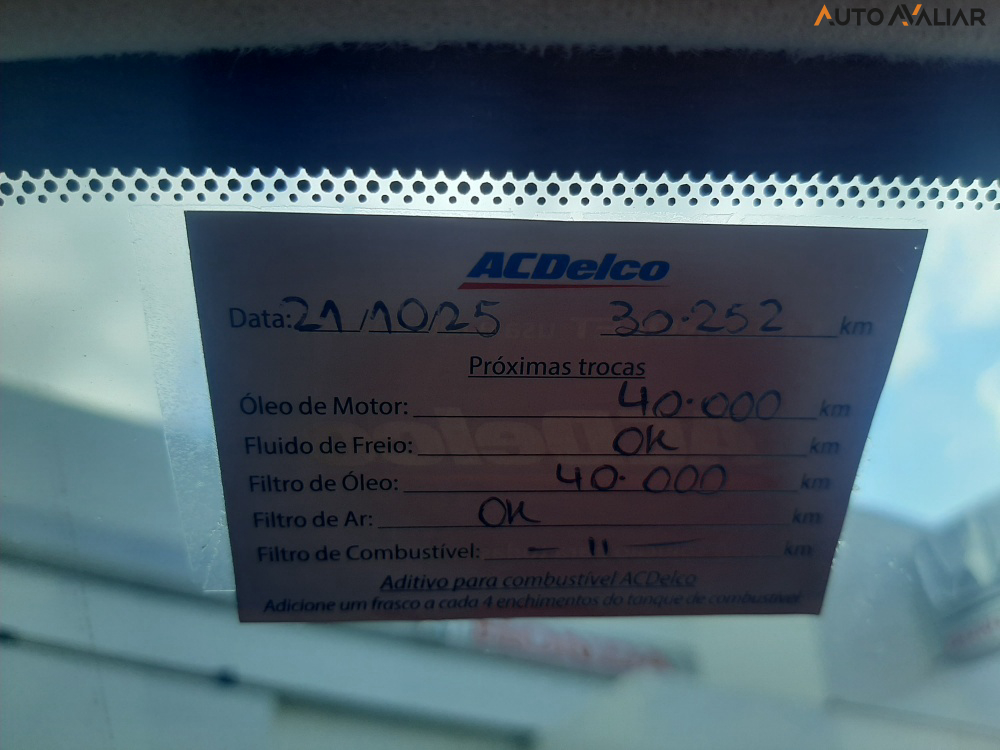 AUTOAVALIAR
ACDelco
Data: 21/10/25 30.252 km
Próximas trocas
Óleo de Motor: 40.000 km
Fluido de Freio: OK km
Filtro de Óleo: 40.000 km
Filtro de Ar: OK km
Filtro de Combustível: - 11 - km
Aditivo para combustível ACDelco
Adicione um frasco a cada 4 enchimentos do tanque de combustível